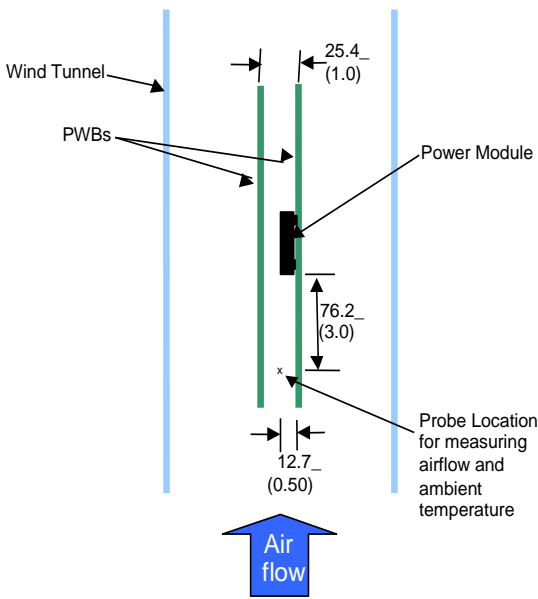 25.4_
(1.0)
Wind Tunnel
PWBs
Power Module
76.2_
(3.0)
x
Probe Location
for measuring
airflow and
ambient
temperature
12.7_
(0.50)
Air
flow